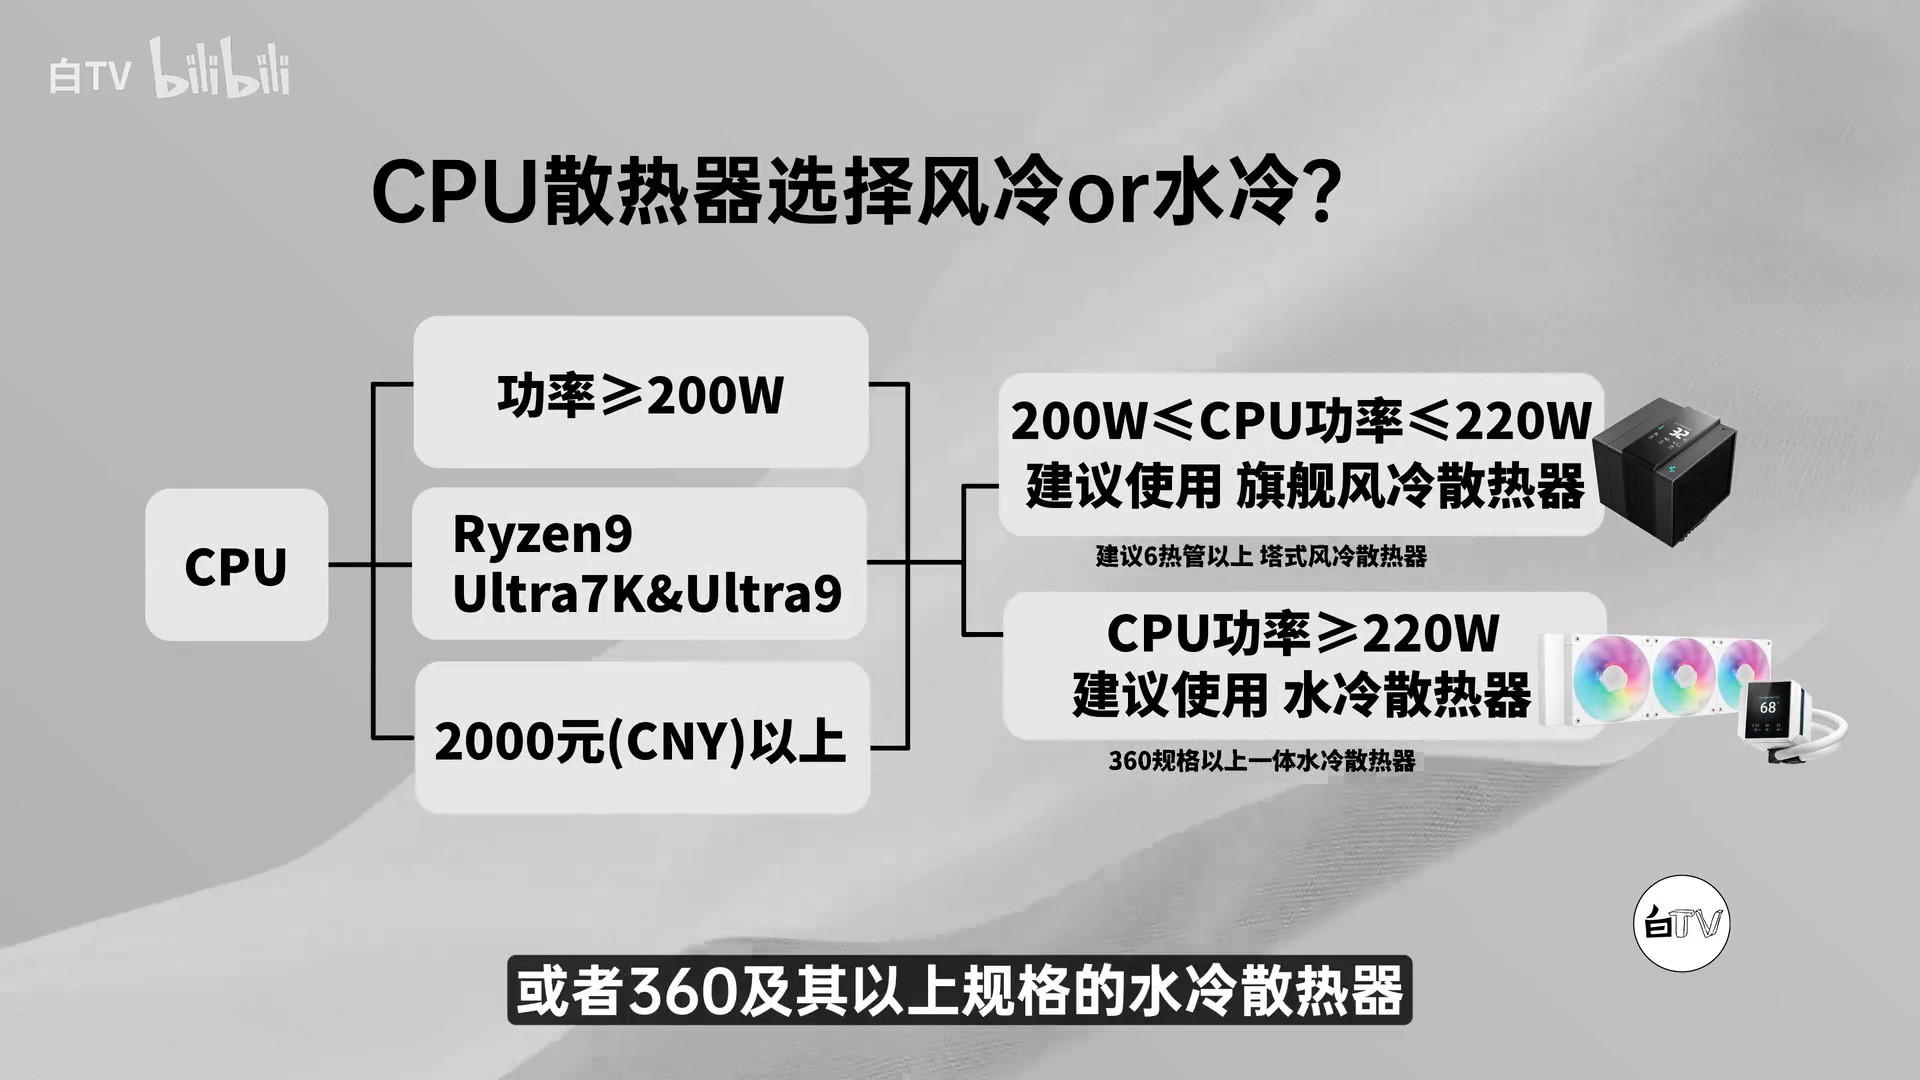 白TV bilibili
CPU散热器选择风冷or水冷?
CPU
功率≥200W
Ryzen9
Ultra7K&Ultra9
2000元(CNY)以上
200W≤CPU功率≤220W
建议使用 旗舰风冷散热器
建议6热管以上 塔式风冷散热器
CPU功率≥220W
建议使用 水冷散热器
360规格以上一体水冷散热器
32
68°
白TV
或者360及其以上规格的水冷散热器